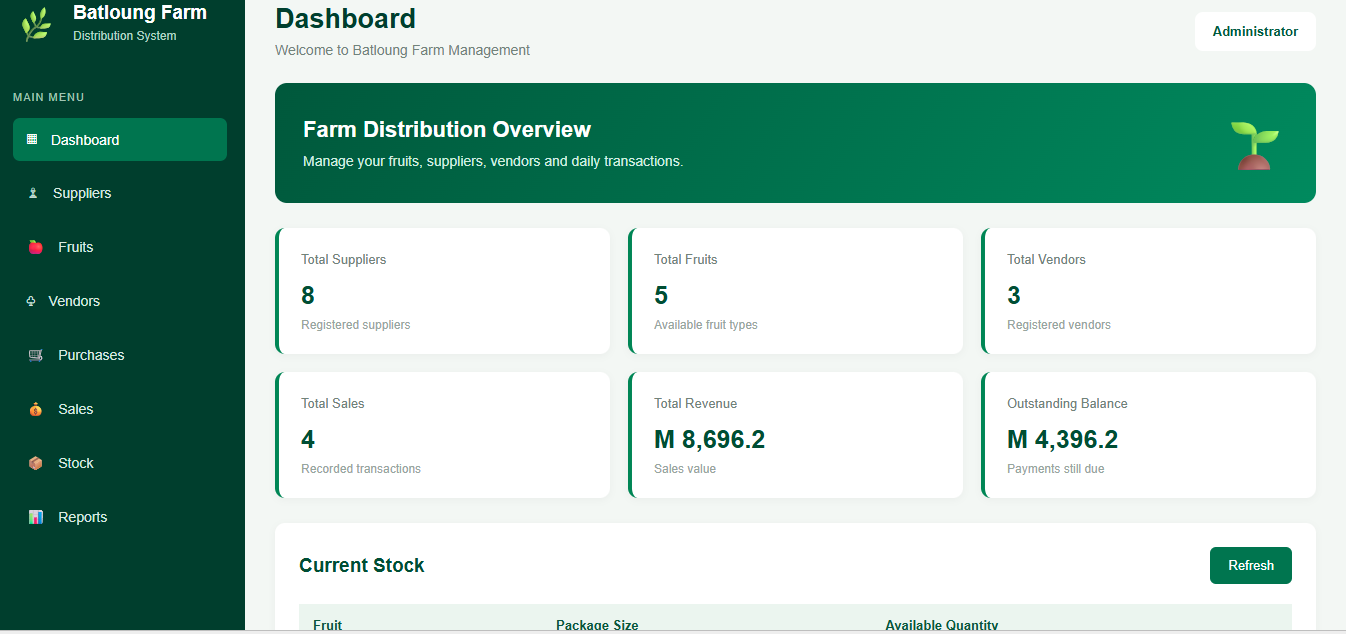 Batloung Farm
Distribution System
MAIN MENU
Dashboard
Suppliers
Fruits
Vendors
Purchases
Sales
Stock
Reports
Dashboard
Welcome to Batloung Farm Management
Administrator
Farm Distribution Overview
Manage your fruits, suppliers, vendors and daily transactions.
Total Suppliers
8
Registered suppliers
Total Fruits
5
Available fruit types
Total Vendors
3
Registered vendors
Total Sales
4
Recorded transactions
Total Revenue
M 8,696.2
Sales value
Outstanding Balance
M 4,396.2
Payments still due
Current Stock
Refresh
Fruit Package Size Available Quantity